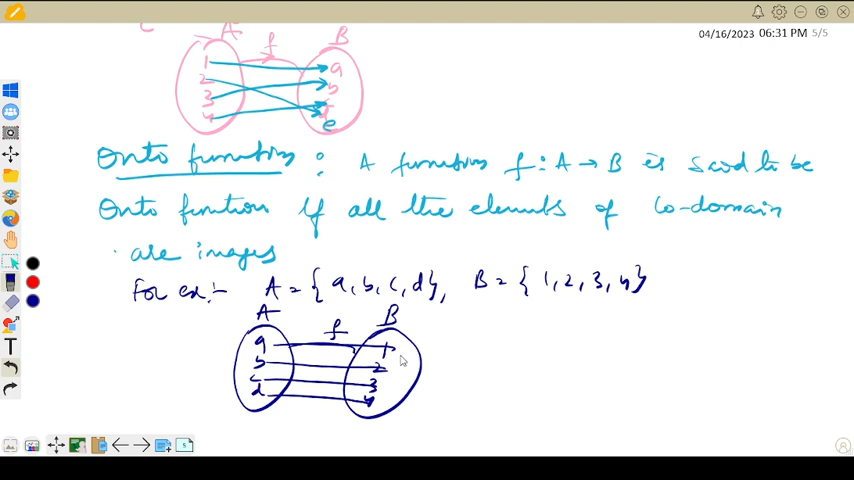 04/16/2023 06:31 PM 5/5
A B
f
1 a
2 b
3
4 e
Onto function : A function f: A → B is said to be
Onto function If all the elements of Co-domain
are images
For ex:- A = { a, b, c, d}, B = { 1, 2, 3, 4}
A B
f
a 1
b 2
c 3
d 4
T
5